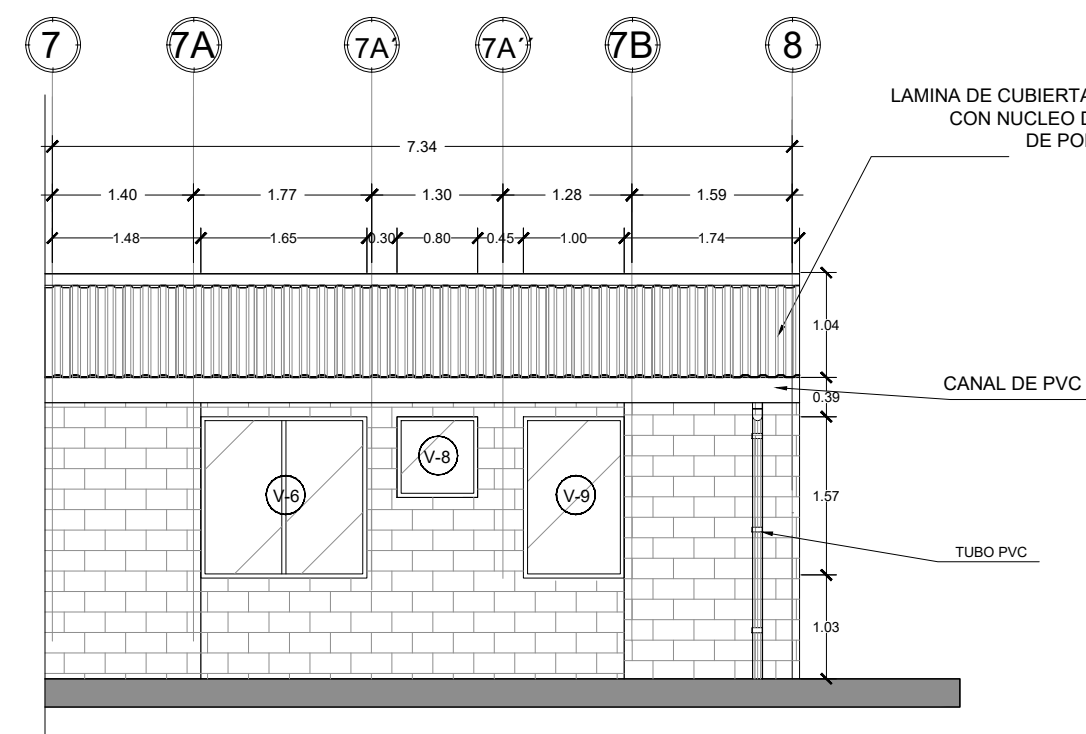 7 7A 7A´ 7A´´ 7B 8
LAMINA DE CUBIERTA
CON NUCLEO
7.34
1.40 1.77 1.30 1.28 1.59
1.48 1.65 0.30 0.80 0.45 1.00 1.74
1.04
CANAL DE PVC
0.39
V-8
V-6 V-9
1.57
TUBO PVC
1.03